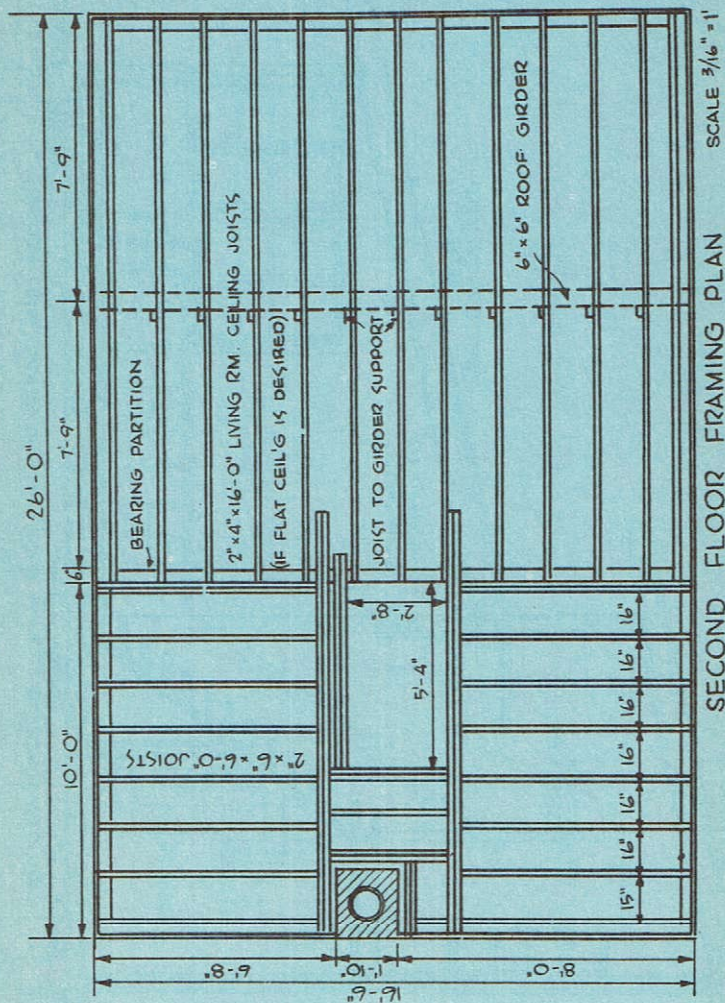 26'-0"
7'-9"
7'-9"
6"
10'-0"
BEARING PARTITION
2" x 4" x 16'-0" LIVING RM. CEILING JOISTS
(IF FLAT CEIL'G IS DESIRED)
JOIST TO GIRDER SUPPORT
6" x 6" ROOF GIRDER
2" x 6" x 6'-0" JOISTS
2'-8"
5'-4"
16"
16"
16"
16"
16"
16"
15"
6'-8"
1'-10"
8'-0"
16'-6"
SECOND FLOOR FRAMING PLAN
SCALE 3/16" = 1'